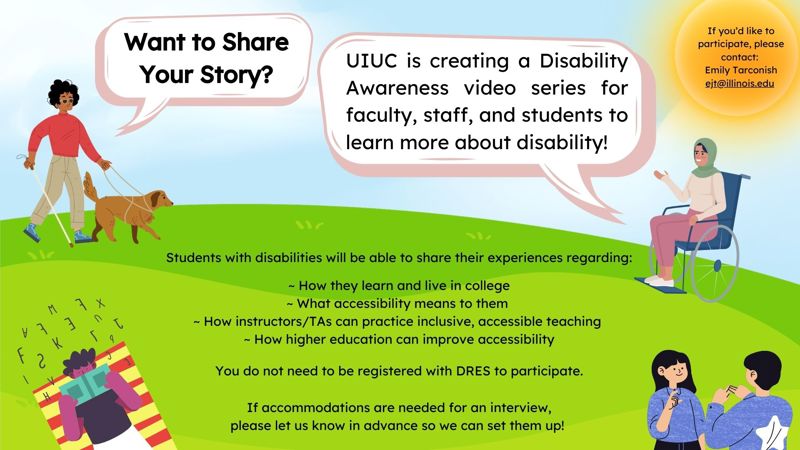 Want to Share
Your Story?
UIUC is creating a Disability
Awareness video series for
faculty, staff, and students to
learn more about disability!
If you'd like to
participate, please
contact:
Emily Tarconish
ejt@illinois.edu
Students with disabilities will be able to share their experiences regarding:
~ How they learn and live in college
~ What accessibility means to them
~ How instructors/TAs can practice inclusive, accessible teaching
~ How higher education can improve accessibility
You do not need to be registered with DRES to participate.
If accommodations are needed for an interview,
please let us know in advance so we can set them up!